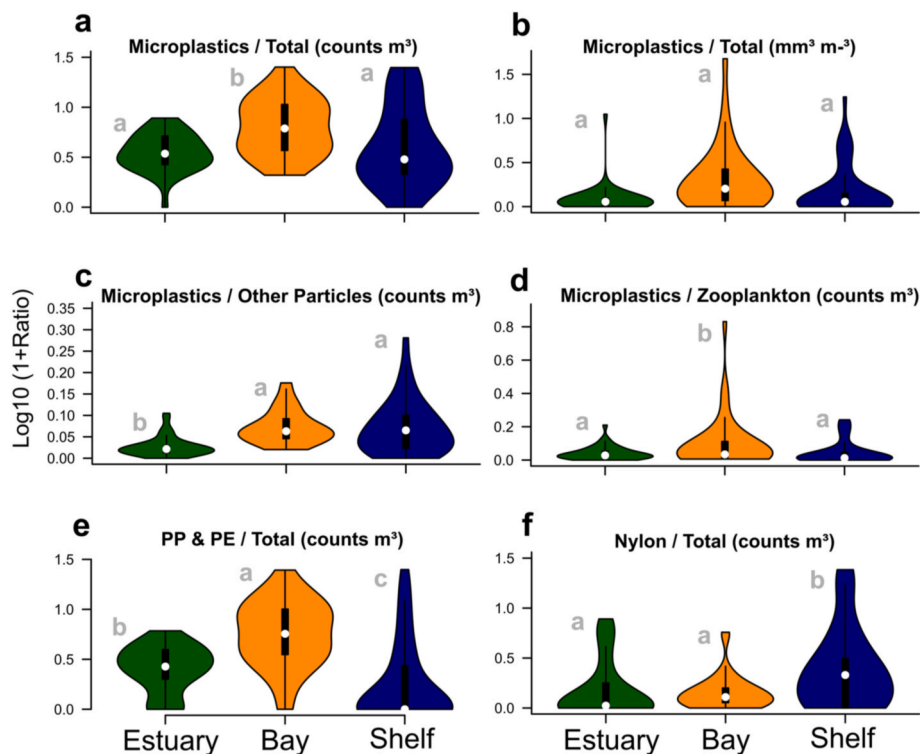 a
Microplastics / Total (counts m³)
1.5
1.0
0.5
0.0
a
b
a
b
Microplastics / Total (mm³ m-³)
1.5
1.0
0.5
0.0
a
a
a
Log10 (1+Ratio)
c
Microplastics / Other Particles (counts m³)
0.35
0.30
0.25
0.20
0.15
0.10
0.05
0.00
b
a
a
d
Microplastics / Zooplankton (counts m³)
0.8
0.6
0.4
0.2
0.0
a
b
a
e
PP & PE / Total (counts m³)
1.5
1.0
0.5
0.0
b
a
c
Estuary Bay Shelf
f
Nylon / Total (counts m³)
1.5
1.0
0.5
0.0
a
a
b
Estuary Bay Shelf